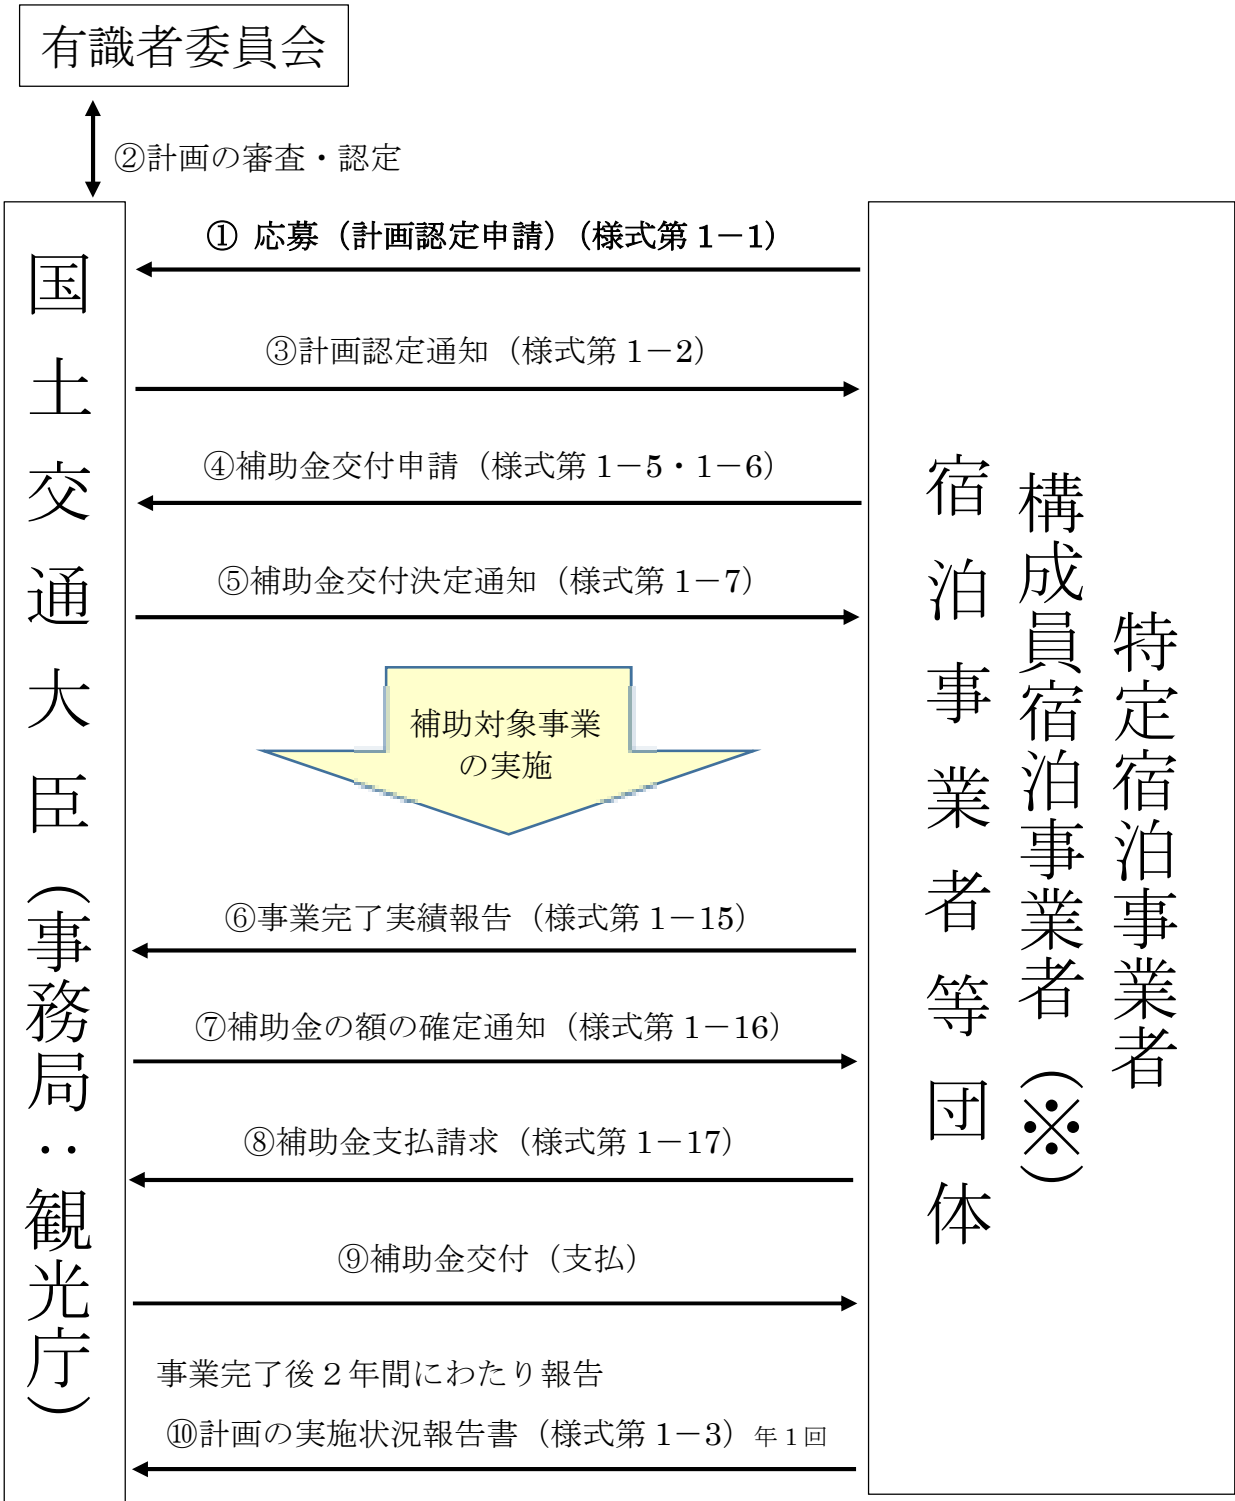 有識者委員会
②計画の審査・認定
国土交通大臣（事務局：観光庁）
① 応募（計画認定申請）（様式第 1－1）
③計画認定通知（様式第 1－2）
④補助金交付申請（様式第 1－5・1－6）
⑤補助金交付決定通知（様式第 1－7）
補助対象事業
の実施
⑥事業完了実績報告（様式第 1－15）
⑦補助金の額の確定通知（様式第 1－16）
⑧補助金支払請求（様式第 1－17）
⑨補助金交付（支払）
事業完了後２年間にわたり報告
⑩計画の実施状況報告書（様式第 1－3）年１回
特定宿泊事業者
構成員宿泊事業者（※）
宿泊事業者等団体